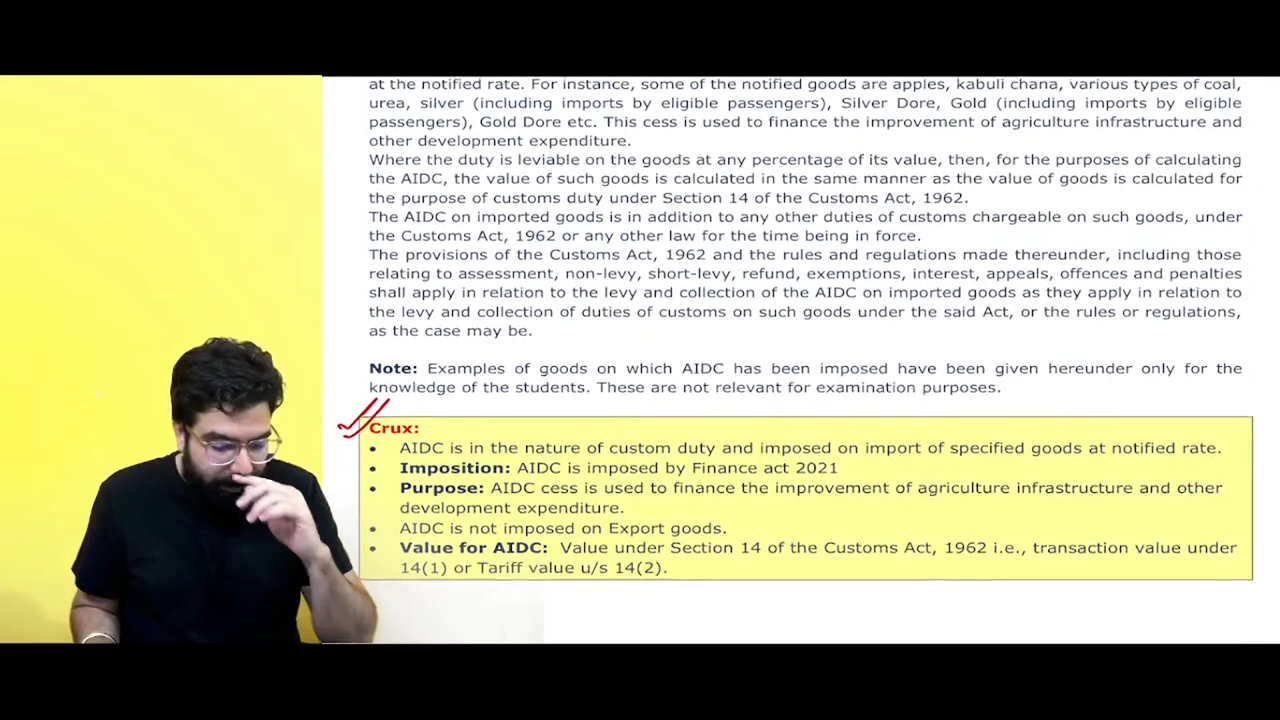 at the notified rate. For instance, some of the notified goods are apples, kabuli chana, various types of coal,
urea, silver (including imports by eligible passengers), Silver Dore, Gold (including imports by eligible
passengers), Gold Dore etc. This cess is used to finance the improvement of agriculture infrastructure and
other development expenditure.
Where the duty is leviable on the goods at any percentage of its value, then, for the purposes of calculating
the AIDC, the value of such goods is calculated in the same manner as the value of goods is calculated for
the purpose of customs duty under Section 14 of the Customs Act, 1962.
The AIDC on imported goods is in addition to any other duties of customs chargeable on such goods, under
the Customs Act, 1962 or any other law for the time being in force.
The provisions of the Customs Act, 1962 and the rules and regulations made thereunder, including those
relating to assessment, non-levy, short-levy, refund, exemptions, interest, appeals, offences and penalties
shall apply in relation to the levy and collection of the AIDC on imported goods as they apply in relation to
the levy and collection of duties of customs on such goods under the said Act, or the rules or regulations,
as the case may be.
Note: Examples of goods on which AIDC has been imposed have been given hereunder only for the
knowledge of the students. These are not relevant for examination purposes.
Crux:
• AIDC is in the nature of custom duty and imposed on import of specified goods at notified rate.
• Imposition: AIDC is imposed by Finance act 2021
• Purpose: AIDC cess is used to finance the improvement of agriculture infrastructure and other
development expenditure.
• AIDC is not imposed on Export goods.
• Value for AIDC: Value under Section 14 of the Customs Act, 1962 i.e., transaction value under
14(1) or Tariff value u/s 14(2).